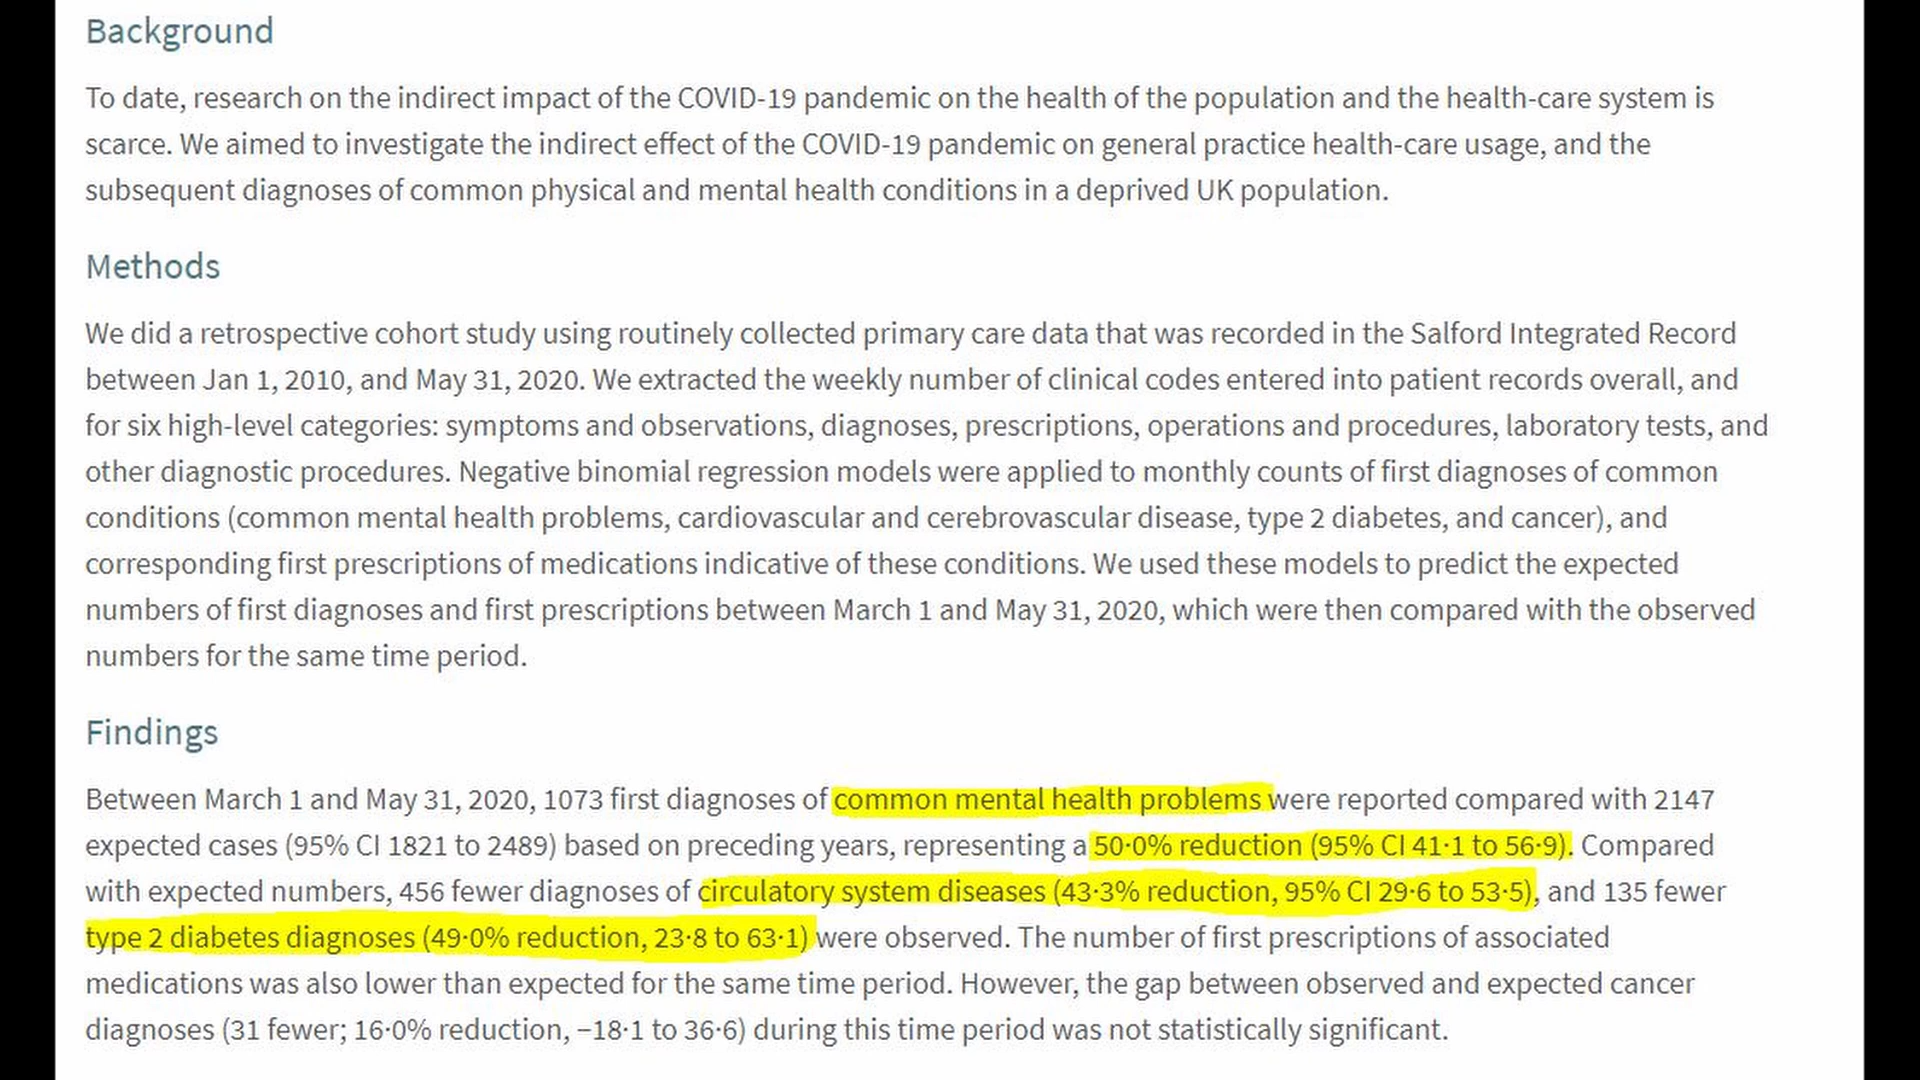 Background
To date, research on the indirect impact of the COVID-19 pandemic on the health of the population and the health-care system is
scarce. We aimed to investigate the indirect effect of the COVID-19 pandemic on general practice health-care usage, and the
subsequent diagnoses of common physical and mental health conditions in a deprived UK population.
Methods
We did a retrospective cohort study using routinely collected primary care data that was recorded in the Salford Integrated Record
between Jan 1, 2010, and May 31, 2020. We extracted the weekly number of clinical codes entered into patient records overall, and
for six high-level categories: symptoms and observations, diagnoses, prescriptions, operations and procedures, laboratory tests, and
other diagnostic procedures. Negative binomial regression models were applied to monthly counts of first diagnoses of common
conditions (common mental health problems, cardiovascular and cerebrovascular disease, type 2 diabetes, and cancer), and
corresponding first prescriptions of medications indicative of these conditions. We used these models to predict the expected
numbers of first diagnoses and first prescriptions between March 1 and May 31, 2020, which were then compared with the observed
numbers for the same time period.
Findings
Between March 1 and May 31, 2020, 1073 first diagnoses of common mental health problems were reported compared with 2147
expected cases (95% CI 1821 to 2489) based on preceding years, representing a 50·0% reduction (95% CI 41·1 to 56·9). Compared
with expected numbers, 456 fewer diagnoses of circulatory system diseases (43·3% reduction, 95% CI 29·6 to 53·5), and 135 fewer
type 2 diabetes diagnoses (49·0% reduction, 23·8 to 63·1) were observed. The number of first prescriptions of associated
medications was also lower than expected for the same time period. However, the gap between observed and expected cancer
diagnoses (31 fewer; 16·0% reduction, −18·1 to 36·6) during this time period was not statistically significant.